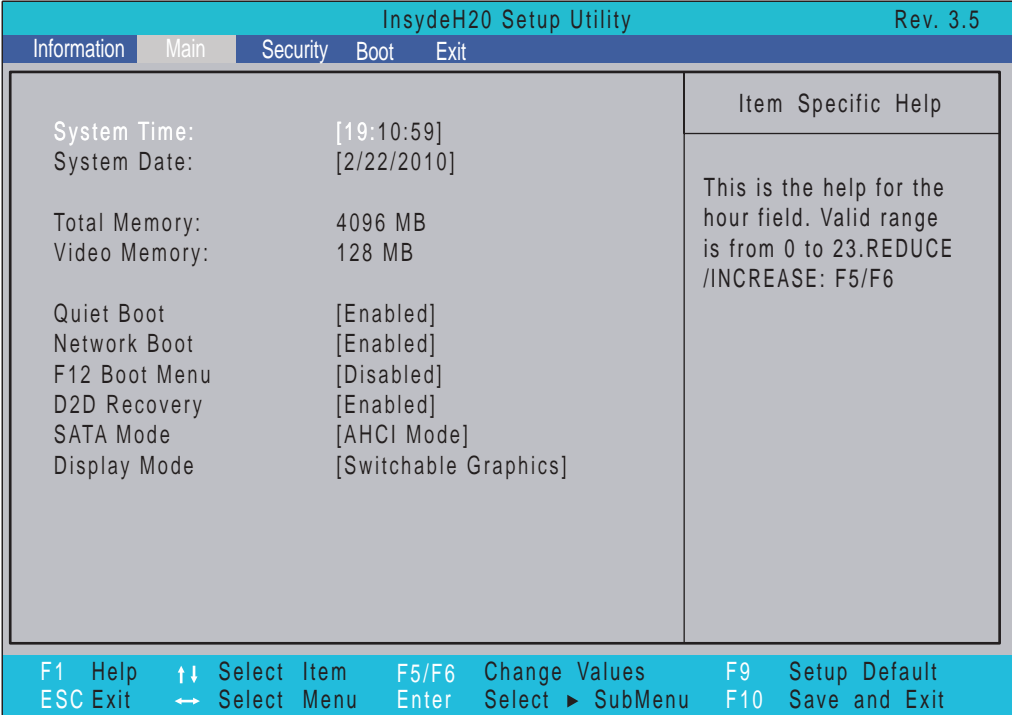 InsydeH20 Setup Utility Rev. 3.5
Information Main Security Boot Exit
System Time: [19:10:59]
System Date: [2/22/2010]
Total Memory: 4096 MB
Video Memory: 128 MB
Quiet Boot [Enabled]
Network Boot [Enabled]
F12 Boot Menu [Disabled]
D2D Recovery [Enabled]
SATA Mode [AHCI Mode]
Display Mode [Switchable Graphics]
Item Specific Help
This is the help for the
hour field. Valid range
is from 0 to 23.REDUCE
/INCREASE: F5/F6
F1 Help ↑↓ Select Item F5/F6 Change Values F9 Setup Default
ESC Exit ↔ Select Menu Enter Select ► SubMenu F10 Save and Exit